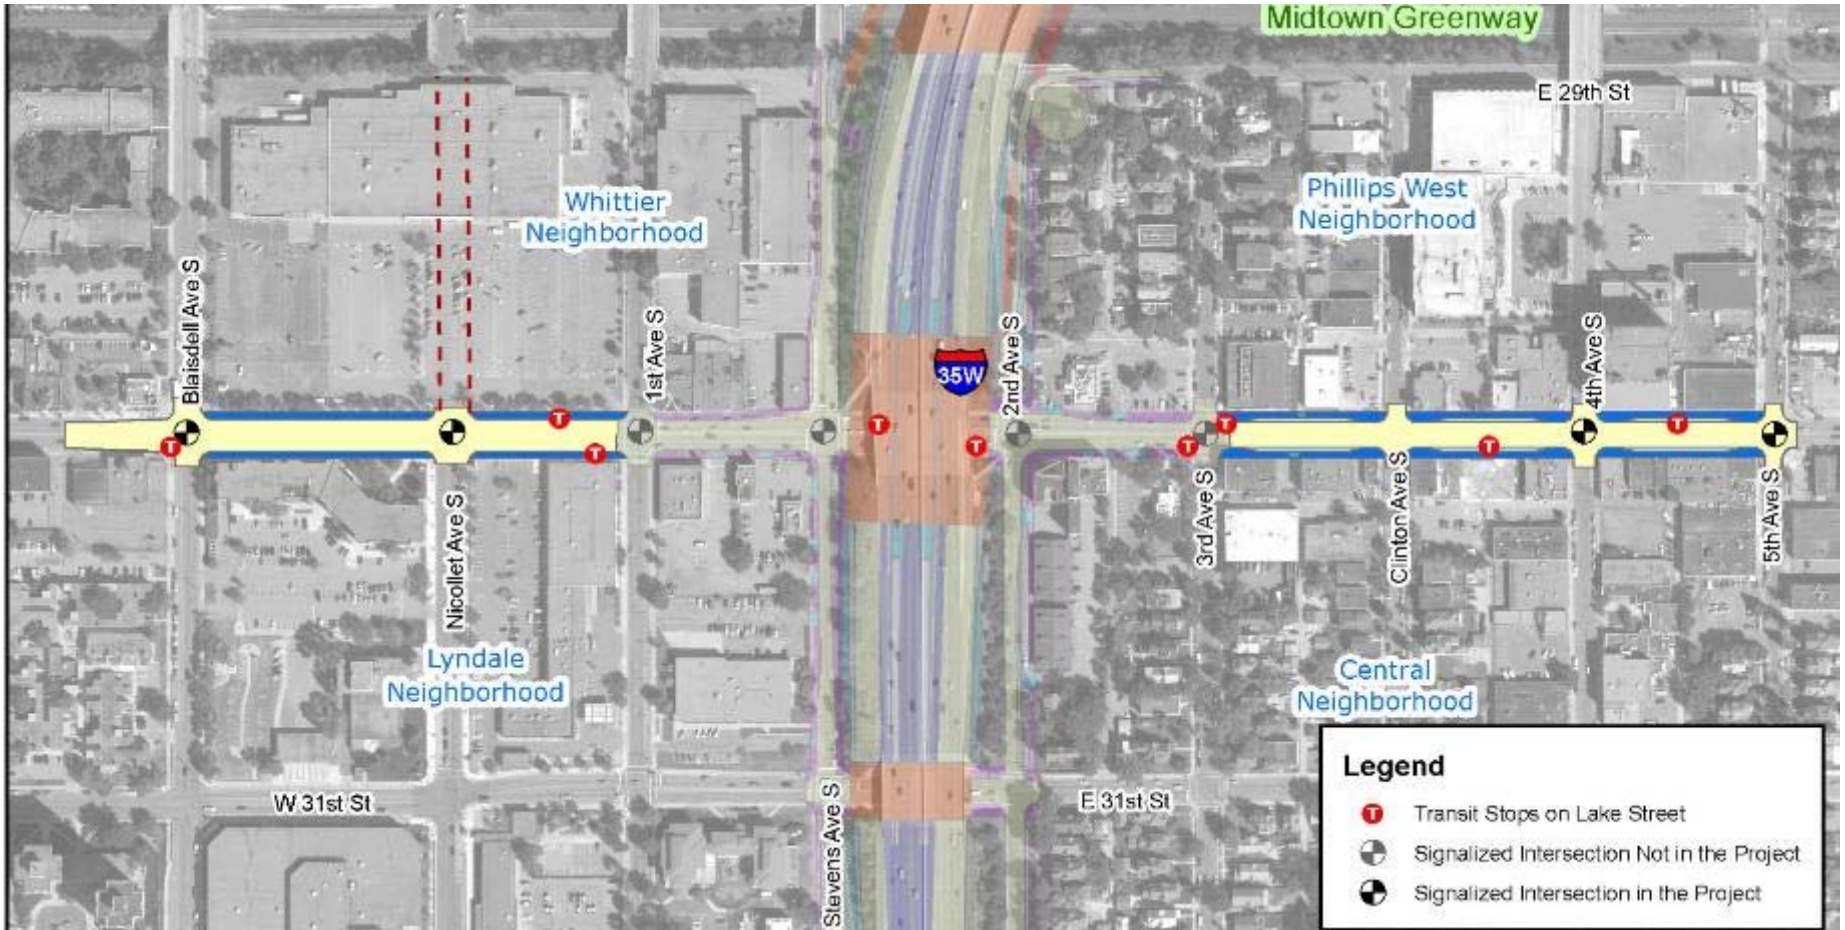 Midtown Greenway
E 29th St
Whittier
Neighborhood
Phillips West
Neighborhood
Blaisdell Ave S
1st Ave S
35W
2nd Ave S
4th Ave S
T
T
T
T
T
T
T
T
T
Nicollet Ave S
3rd Ave S
Clinton Ave S
5th Ave S
Lyndale
Neighborhood
Central
Neighborhood
W 31st St
Stevens Ave S
E 31st St
Legend
T Transit Stops on Lake Street
Signalized Intersection Not in the Project
Signalized Intersection in the Project